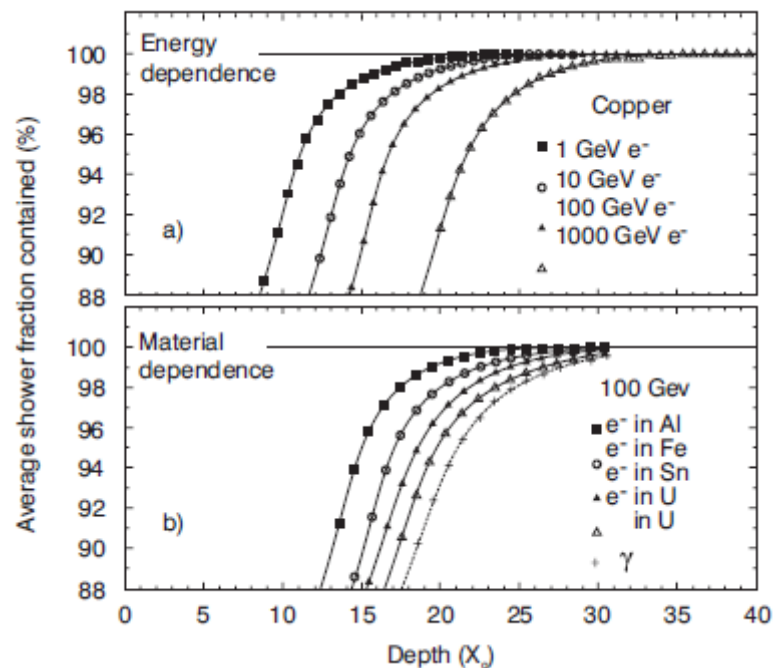 Average shower fraction contained (%)
100
98
96
94
92
90
88
Energy
dependence
Copper
1 GeV e⁻
10 GeV e⁻
100 GeV e⁻
1000 GeV e⁻
a)
100
98
96
94
92
90
88
Material
dependence
100 Gev
e⁻ in Al
e⁻ in Fe
e⁻ in Sn
e⁻ in U
in U
γ
b)
0 5 10 15 20 25 30 35 40
Depth (Xₒ)